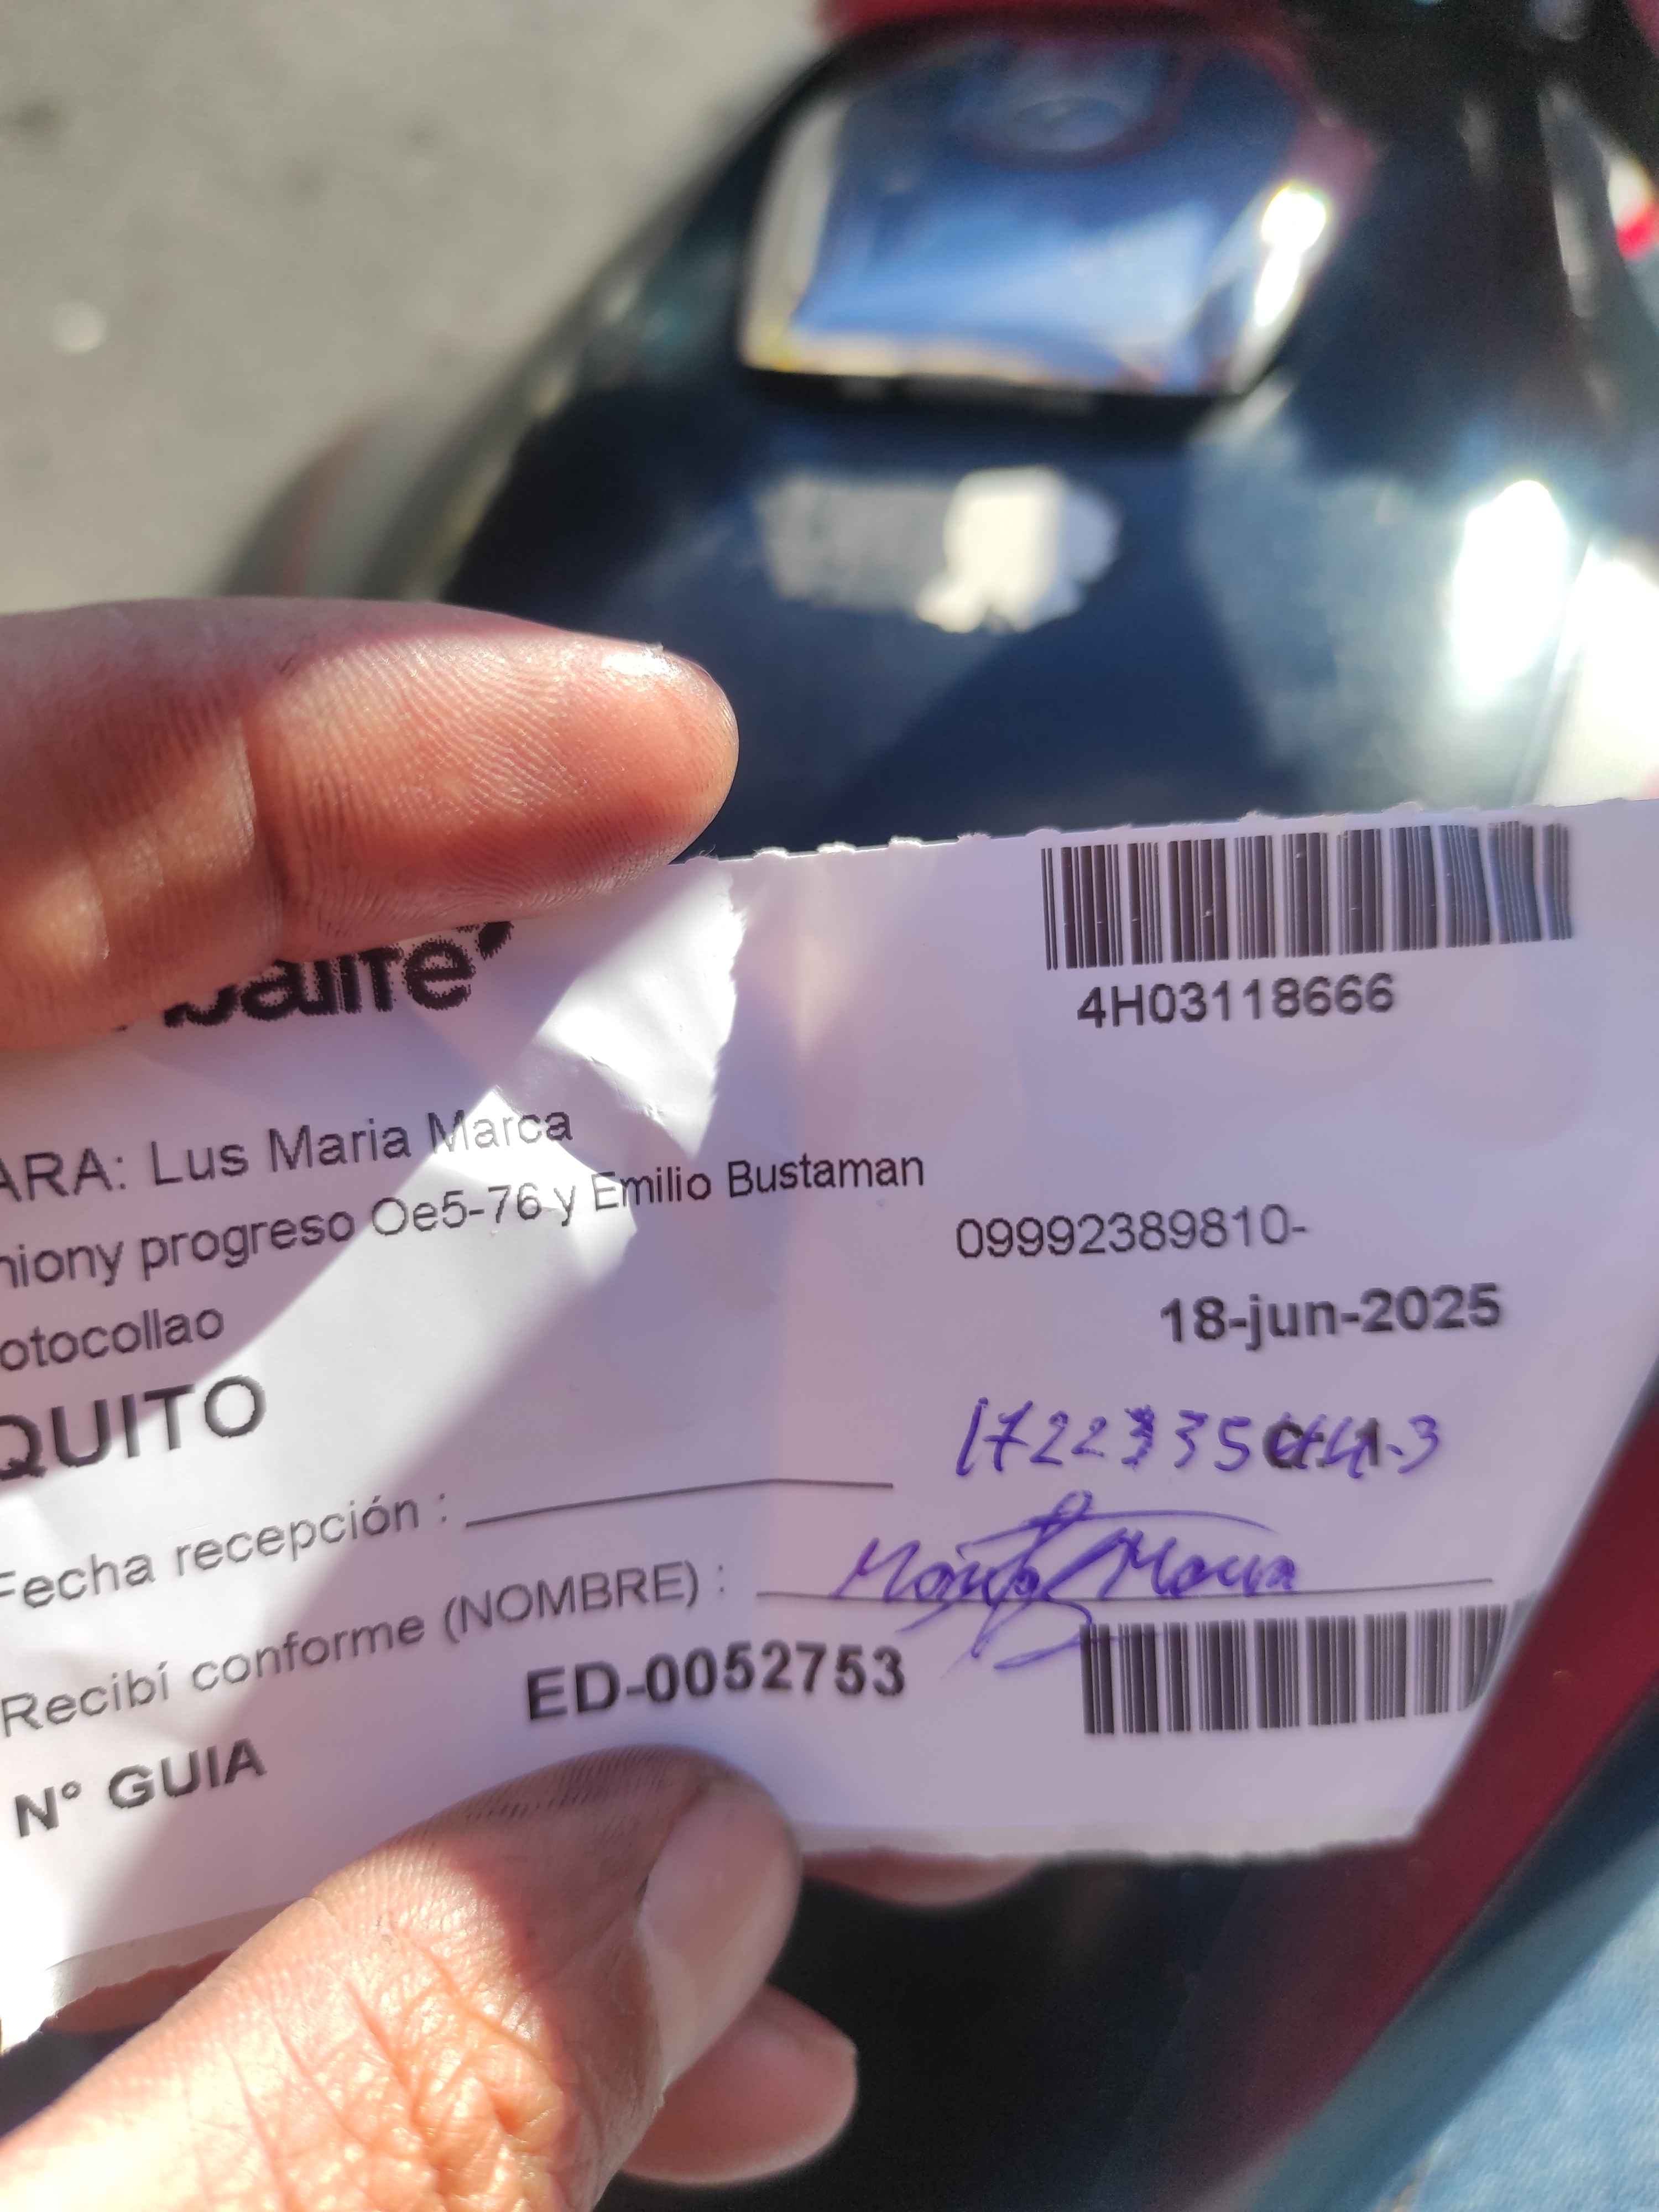 4H03118666
ARA: Lus Maria Marca
niony progreso Oe5-76 y Emilio Bustaman
09992389810-
otocollao
18-jun-2025
QUITO
Fecha recepción :
Recibí conforme (NOMBRE) :
N° GUIA ED-0052753